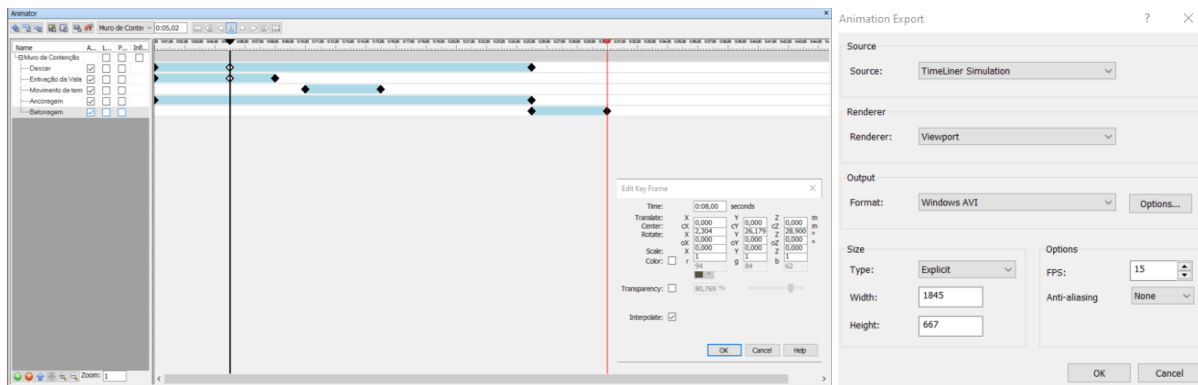 Animator
Muro de Conten 0:05,02
Name A... L... P... Infi...
Muro de Contenção
Descer
Entivação da Vala
Movimento de terr
Ancoragem
Betonagem
Zoom: 1
Edit Key Frame
Time: 0:08,00 seconds
Translate: X 0,000 Y 0,000 Z 0,000 m
Center: cX 2,304 cY 26,179 cZ 28,900 m
Rotate: X 0,000 Y 0,000 Z 0,000 °
oX 0,000 oY 0,000 oZ 0,000 °
Scale: X 1 Y 1 Z 1
Color: r 94 g 84 b 62
Transparency: 80,769 %
Interpolate:
OK Cancel Help
Animation Export ? ×
Source
Source: TimeLiner Simulation
Renderer
Renderer: Viewport
Output
Format: Windows AVI Options...
Size
Type: Explicit
Width: 1845
Height: 667
Options
FPS: 15
Anti-aliasing None
OK Cancel